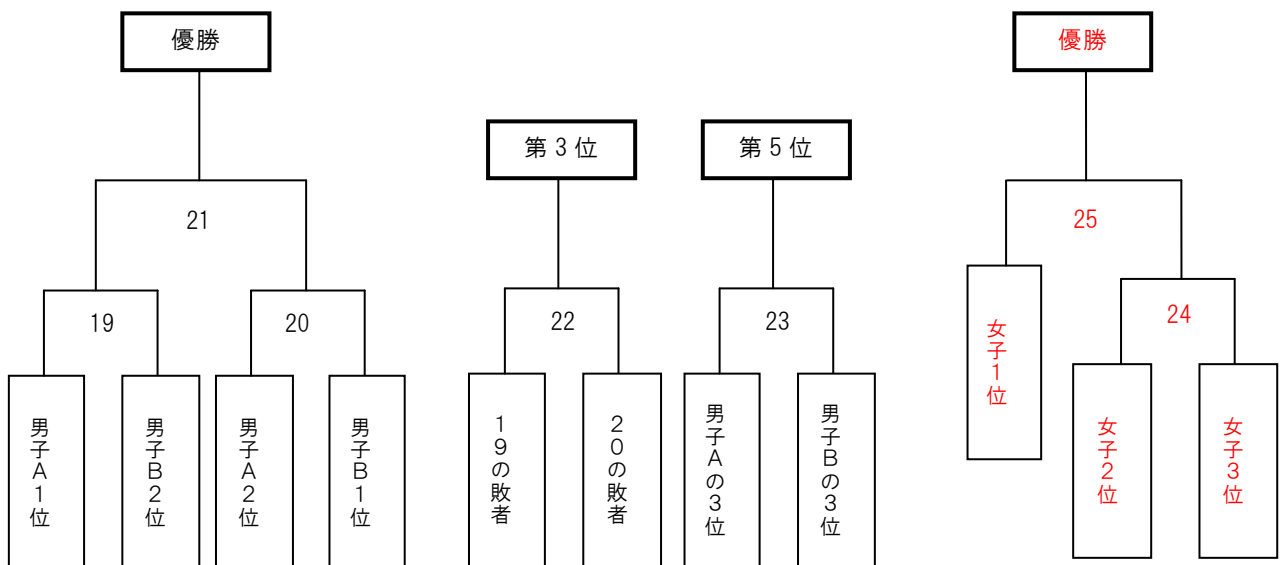 優勝
優勝
第3位
第5位
21
25
19
20
22
23
24
男子A1位
男子B2位
男子A2位
男子B1位
19の敗者
20の敗者
男子Aの3位
男子Bの3位
女子1位
女子2位
女子3位